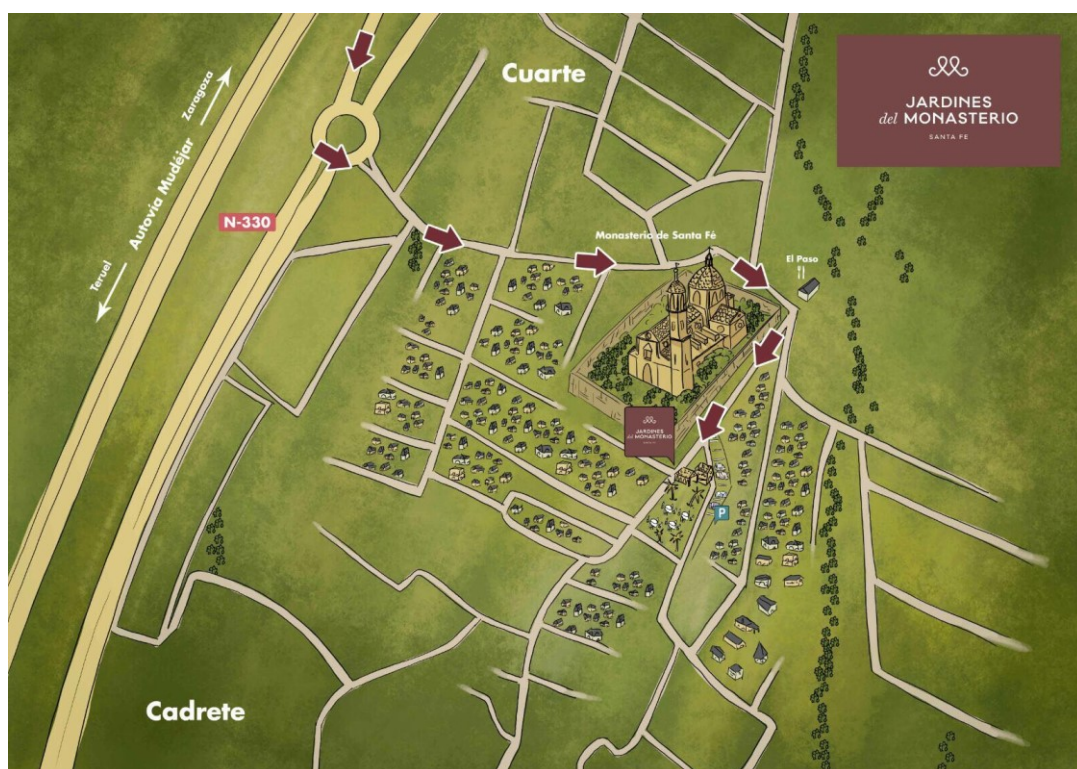 Cuarte
JARDINES
del MONASTERIO
SANTA FE
Zaragoza
Autovía Mudéjar
Teruel
N-330
Monasterio de Santa Fé
El Paso
JARDINES
del MONASTERIO
P
Cadrete